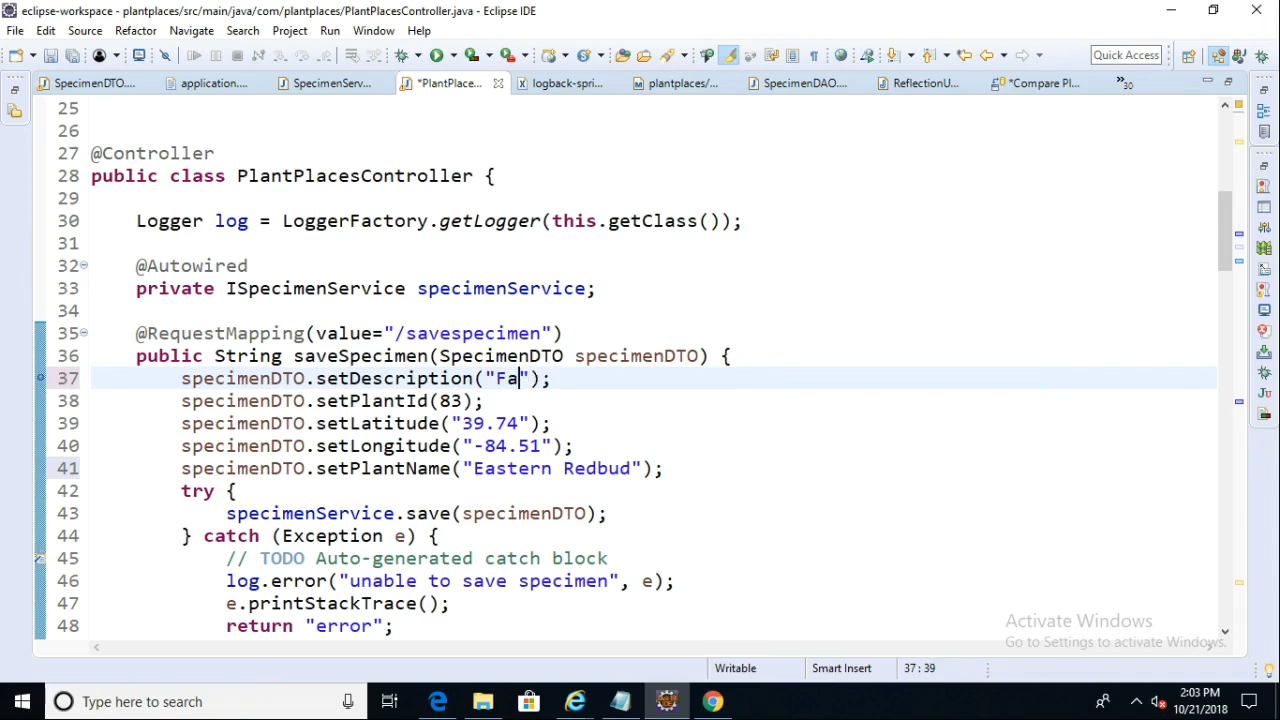 eclipse-workspace - plantplaces/src/main/java/com/plantplaces/PlantPlacesController.java - Eclipse IDE
File Edit Source Refactor Navigate Search Project Run Window Help
Quick Access
SpecimenDTO.... application.... SpecimenServ... *PlantPlace... logback-spri... plantplaces/... SpecimenDAO.... ReflectionU... *Compare Pl... »30
25
26
27 @Controller
28 public class PlantPlacesController {
29
30 Logger log = LoggerFactory.getLogger(this.getClass());
31
32 @Autowired
33 private ISpecimenService specimenService;
34
35 @RequestMapping(value="/savespecimen")
36 public String saveSpecimen(SpecimenDTO specimenDTO) {
37 specimenDTO.setDescription("Fa");
38 specimenDTO.setPlantId(83);
39 specimenDTO.setLatitude("39.74");
40 specimenDTO.setLongitude("-84.51");
41 specimenDTO.setPlantName("Eastern Redbud");
42 try {
43 specimenService.save(specimenDTO);
44 } catch (Exception e) {
45 // TODO Auto-generated catch block
46 log.error("unable to save specimen", e);
47 e.printStackTrace();
48 return "error";
Activate Windows
Go to Settings to activate Windows.
Writable Smart Insert 37 : 39
Type here to search
2:03 PM
10/21/2018